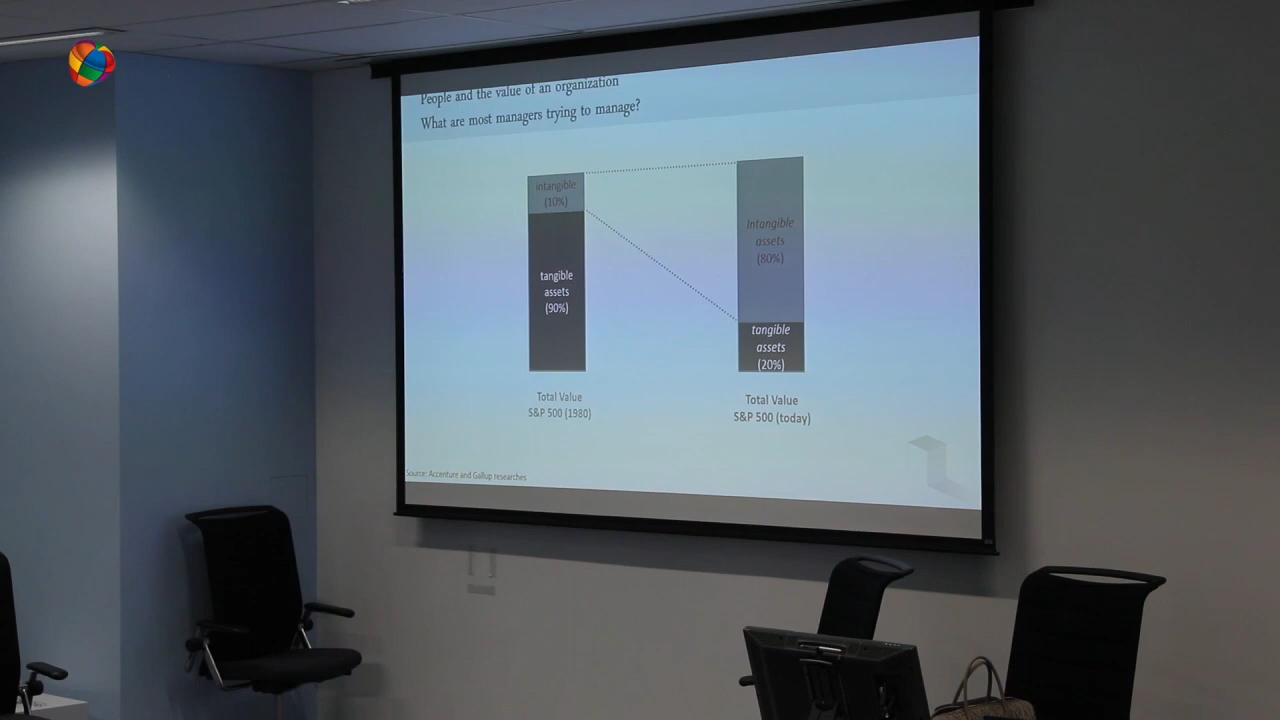 People and the value of an organization
What are most managers trying to manage?
intangible
(10%)
tangible
assets
(90%)
Intangible
assets
(80%)
tangible
assets
(20%)
Total Value
S&P 500 (1980)
Total Value
S&P 500 (today)
Source: Accenture and Gallup researches